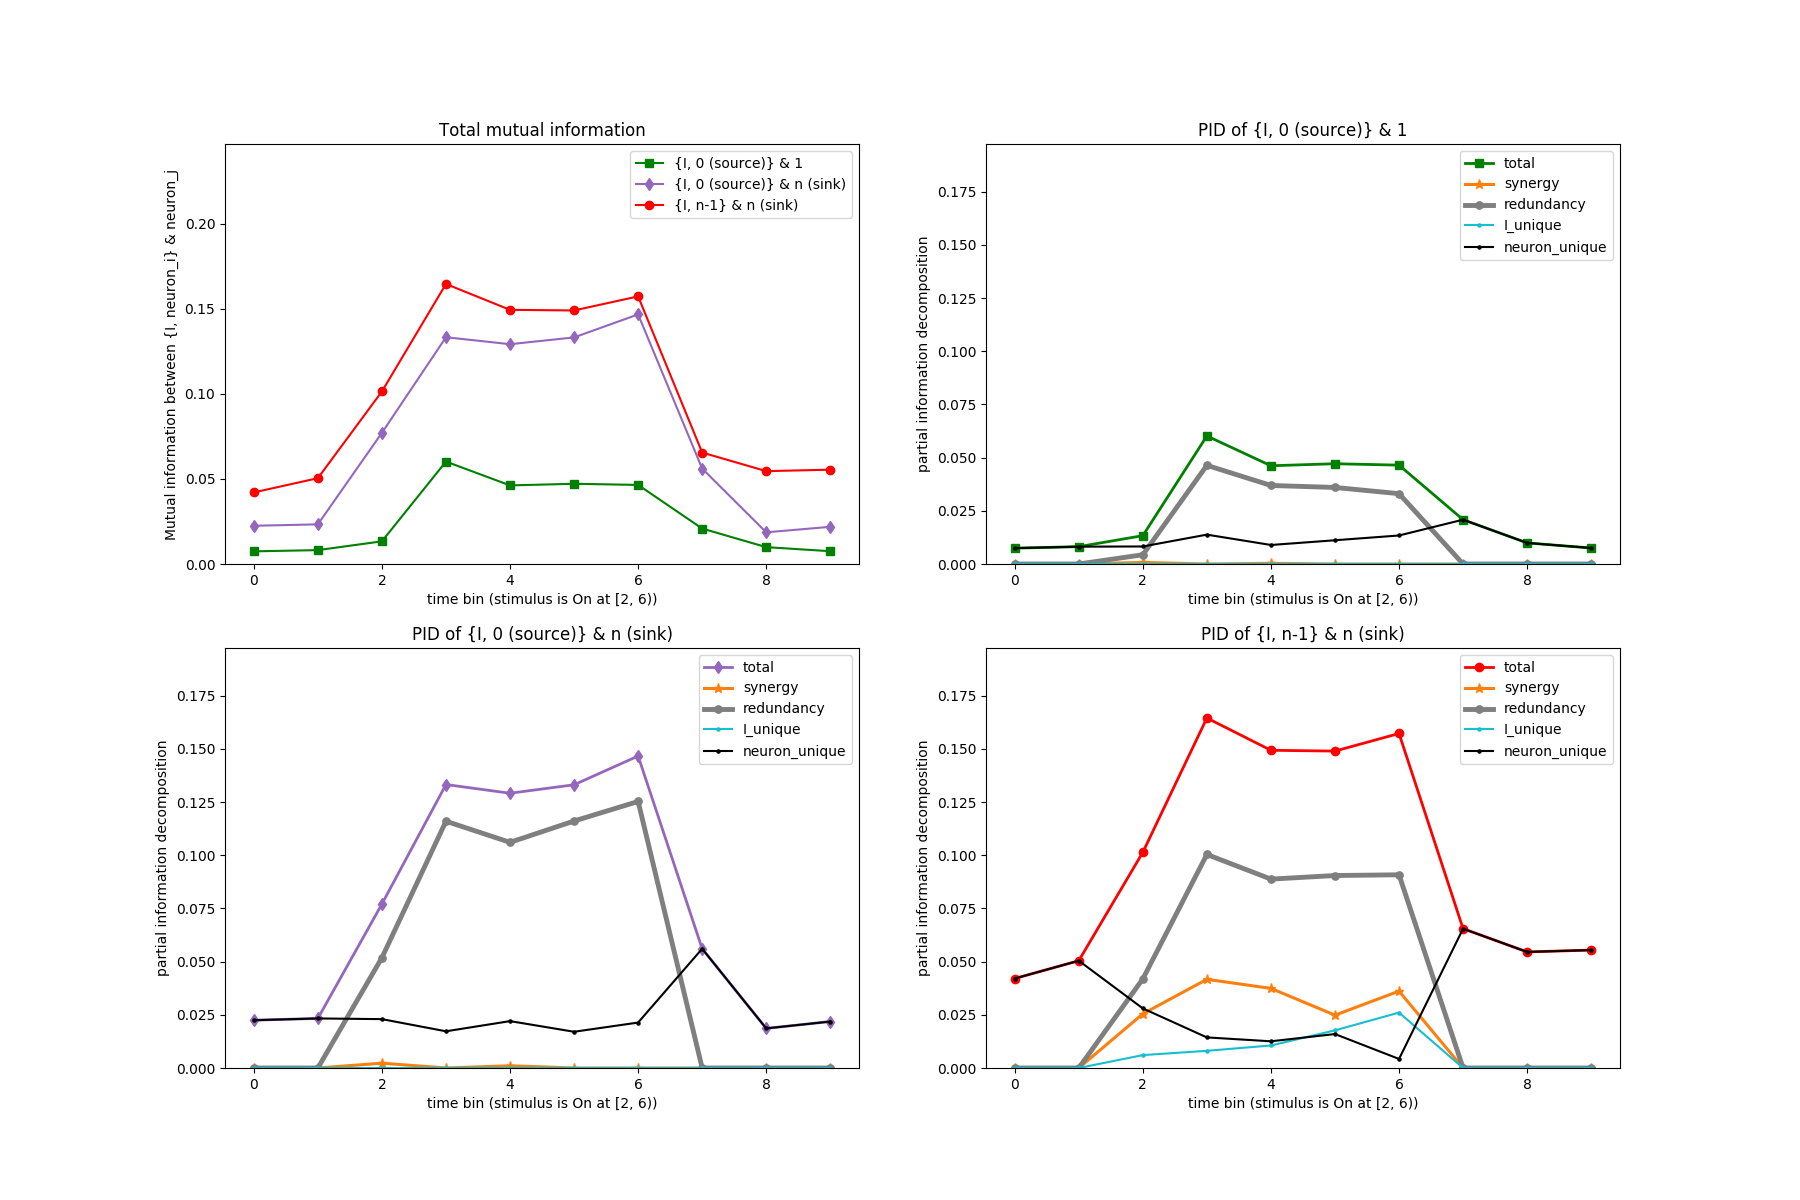 Total mutual information
Mutual information between {I, neuron_i} & neuron_j
0.20
0.15
0.10
0.05
0.00
{I, 0 (source)} & 1
{I, 0 (source)} & n (sink)
{I, n-1} & n (sink)
0 2 4 6 8
time bin (stimulus is On at [2, 6))
PID of {I, 0 (source)} & 1
partial information decomposition
0.175
0.150
0.125
0.100
0.075
0.050
0.025
0.000
total
synergy
redundancy
I_unique
neuron_unique
0 2 4 6 8
time bin (stimulus is On at [2, 6))
PID of {I, 0 (source)} & n (sink)
partial information decomposition
0.175
0.150
0.125
0.100
0.075
0.050
0.025
0.000
total
synergy
redundancy
I_unique
neuron_unique
0 2 4 6 8
time bin (stimulus is On at [2, 6))
PID of {I, n-1} & n (sink)
partial information decomposition
0.175
0.150
0.125
0.100
0.075
0.050
0.025
0.000
total
synergy
redundancy
I_unique
neuron_unique
0 2 4 6 8
time bin (stimulus is On at [2, 6))